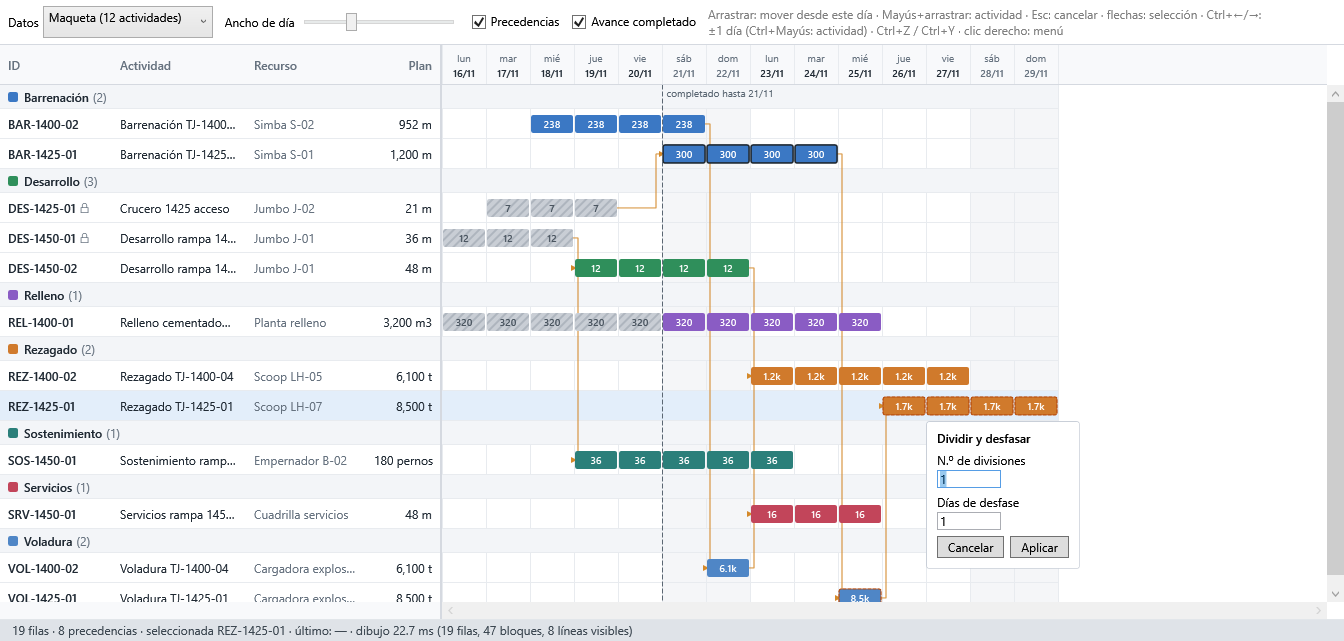 Datos Maqueta (12 actividades) Ancho de día Precedencias Avance completado
Arrastrar: mover desde este día · Mayús+arrastrar: actividad · Esc: cancelar · flechas: selección · Ctrl+←/→:
±1 día (Ctrl+Mayús: actividad) · Ctrl+Z / Ctrl+Y · clic derecho: menú
ID Actividad Recurso Plan
lun mar mié jue vie sáb dom lun mar mié jue vie sáb dom
16/11 17/11 18/11 19/11 20/11 21/11 22/11 23/11 24/11 25/11 26/11 27/11 28/11 29/11
Barrenación (2) completado hasta 21/11
BAR-1400-02 Barrenación TJ-1400... Simba S-02 952 m 238 238 238 238
BAR-1425-01 Barrenación TJ-1425... Simba S-01 1,200 m 300 300 300 300
Desarrollo (3)
DES-1425-01 Crucero 1425 acceso Jumbo J-02 21 m 7 7 7
DES-1450-01 Desarrollo rampa 14... Jumbo J-01 36 m 12 12 12
DES-1450-02 Desarrollo rampa 14... Jumbo J-01 48 m 12 12 12 12
Relleno (1)
REL-1400-01 Relleno cementado... Planta relleno 3,200 m3 320 320 320 320 320 320 320 320 320 320
Rezagado (2)
REZ-1400-02 Rezagado TJ-1400-04 Scoop LH-05 6,100 t 1.2k 1.2k 1.2k 1.2k 1.2k
REZ-1425-01 Rezagado TJ-1425-01 Scoop LH-07 8,500 t 1.7k 1.7k 1.7k 1.7k
Sostenimiento (1)
SOS-1450-01 Sostenimiento ramp... Empernador B-02 180 pernos 36 36 36 36 36
Servicios (1)
SRV-1450-01 Servicios rampa 145... Cuadrilla servicios 48 m 16 16 16
Voladura (2)
VOL-1400-02 Voladura TJ-1400-04 Cargadora explos... 6,100 t 6.1k
VOL-1425-01 Voladura TJ-1425-01 Cargadora explos... 8,500 t 8.5k
Dividir y desfasar
N.º de divisiones
1
Días de desfase
1
Cancelar Aplicar
19 filas · 8 precedencias · seleccionada REZ-1425-01 · último: — · dibujo 22.7 ms (19 filas, 47 bloques, 8 líneas visibles)